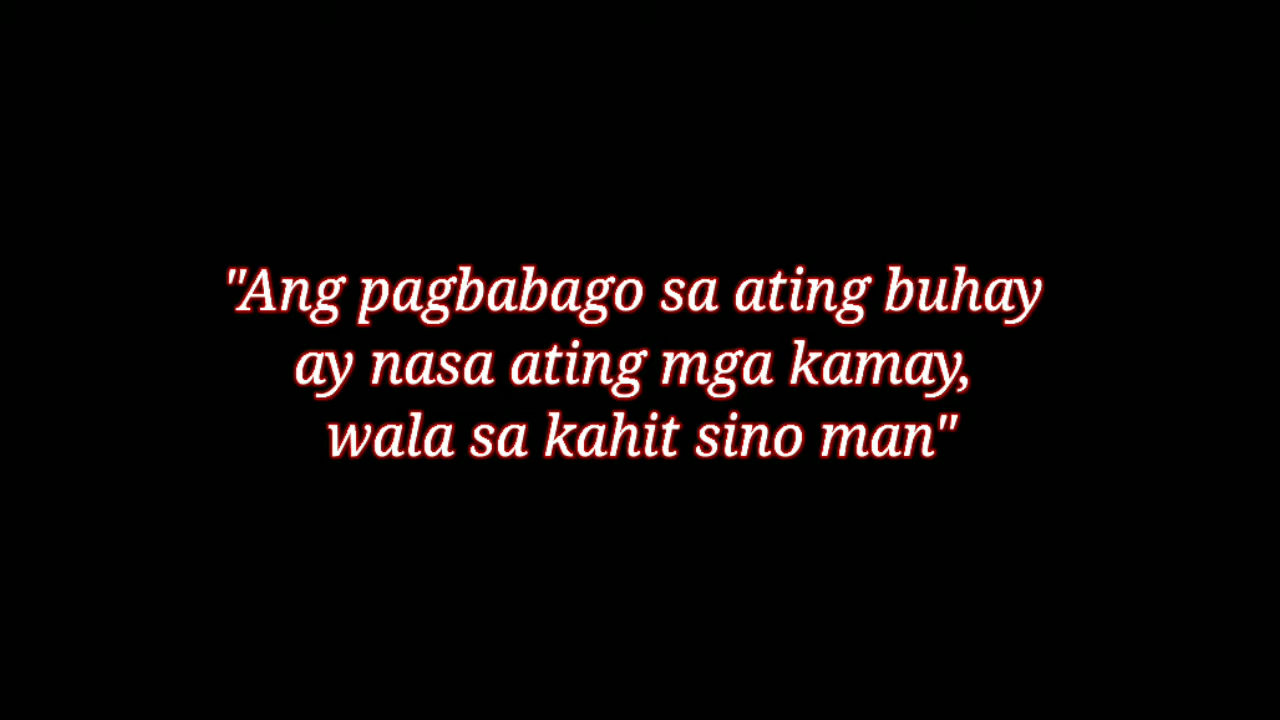 "Ang pagbabago sa ating buhay
ay nasa ating mga kamay,
wala sa kahit sino man"